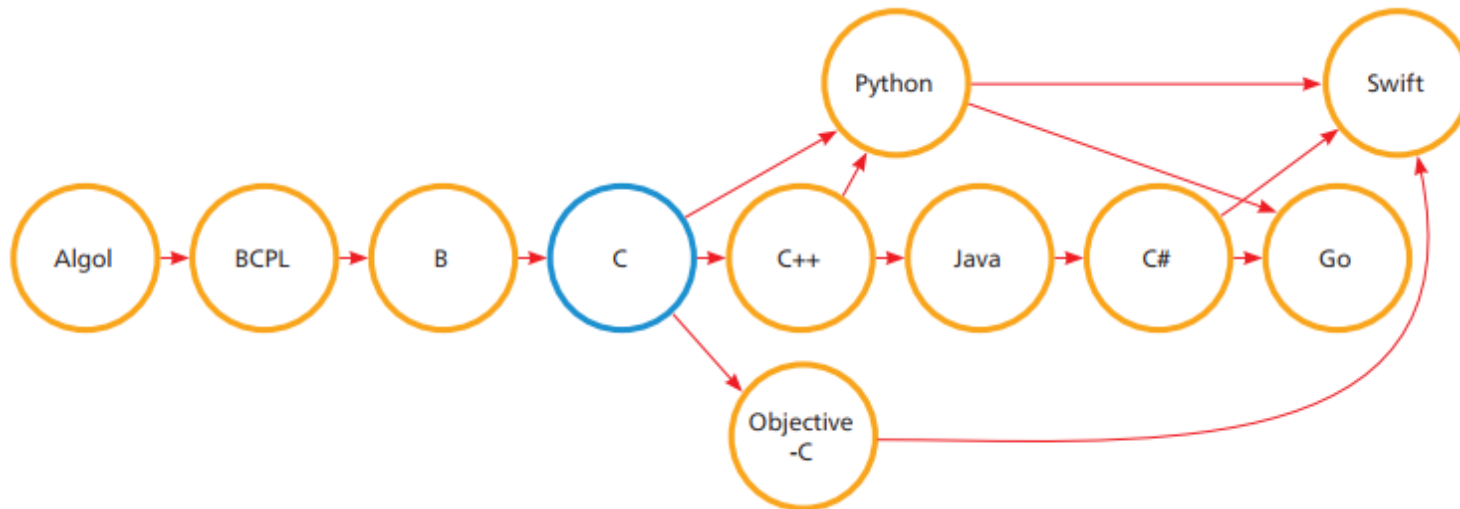 Python
Swift
Algol
BCPL
B
C
C++
Java
C#
Go
Objective
-C